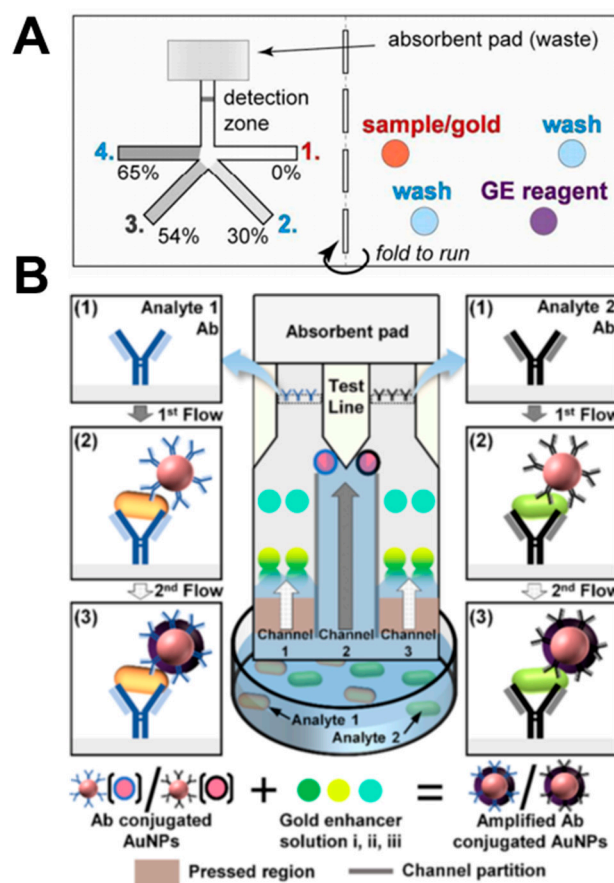 A
absorbent pad (waste)
detection
zone
4.
1.
65%
0%
3.
54%
30%
2.
sample/gold
wash
wash
GE reagent
fold to run
B
(1)
Analyte 1
Ab
1st Flow
(2)
2nd Flow
(3)
Absorbent pad
Test
Line
Channel
1
Channel
2
Channel
3
Analyte 1
Analyte 2
(1)
Analyte 2
Ab
1st Flow
(2)
2nd Flow
(3)
[ ] / [ ] + =  /
Ab conjugated
AuNPs
Gold enhancer
solution i, ii, iii
Amplified Ab
conjugated AuNPs
Pressed region
Channel partition